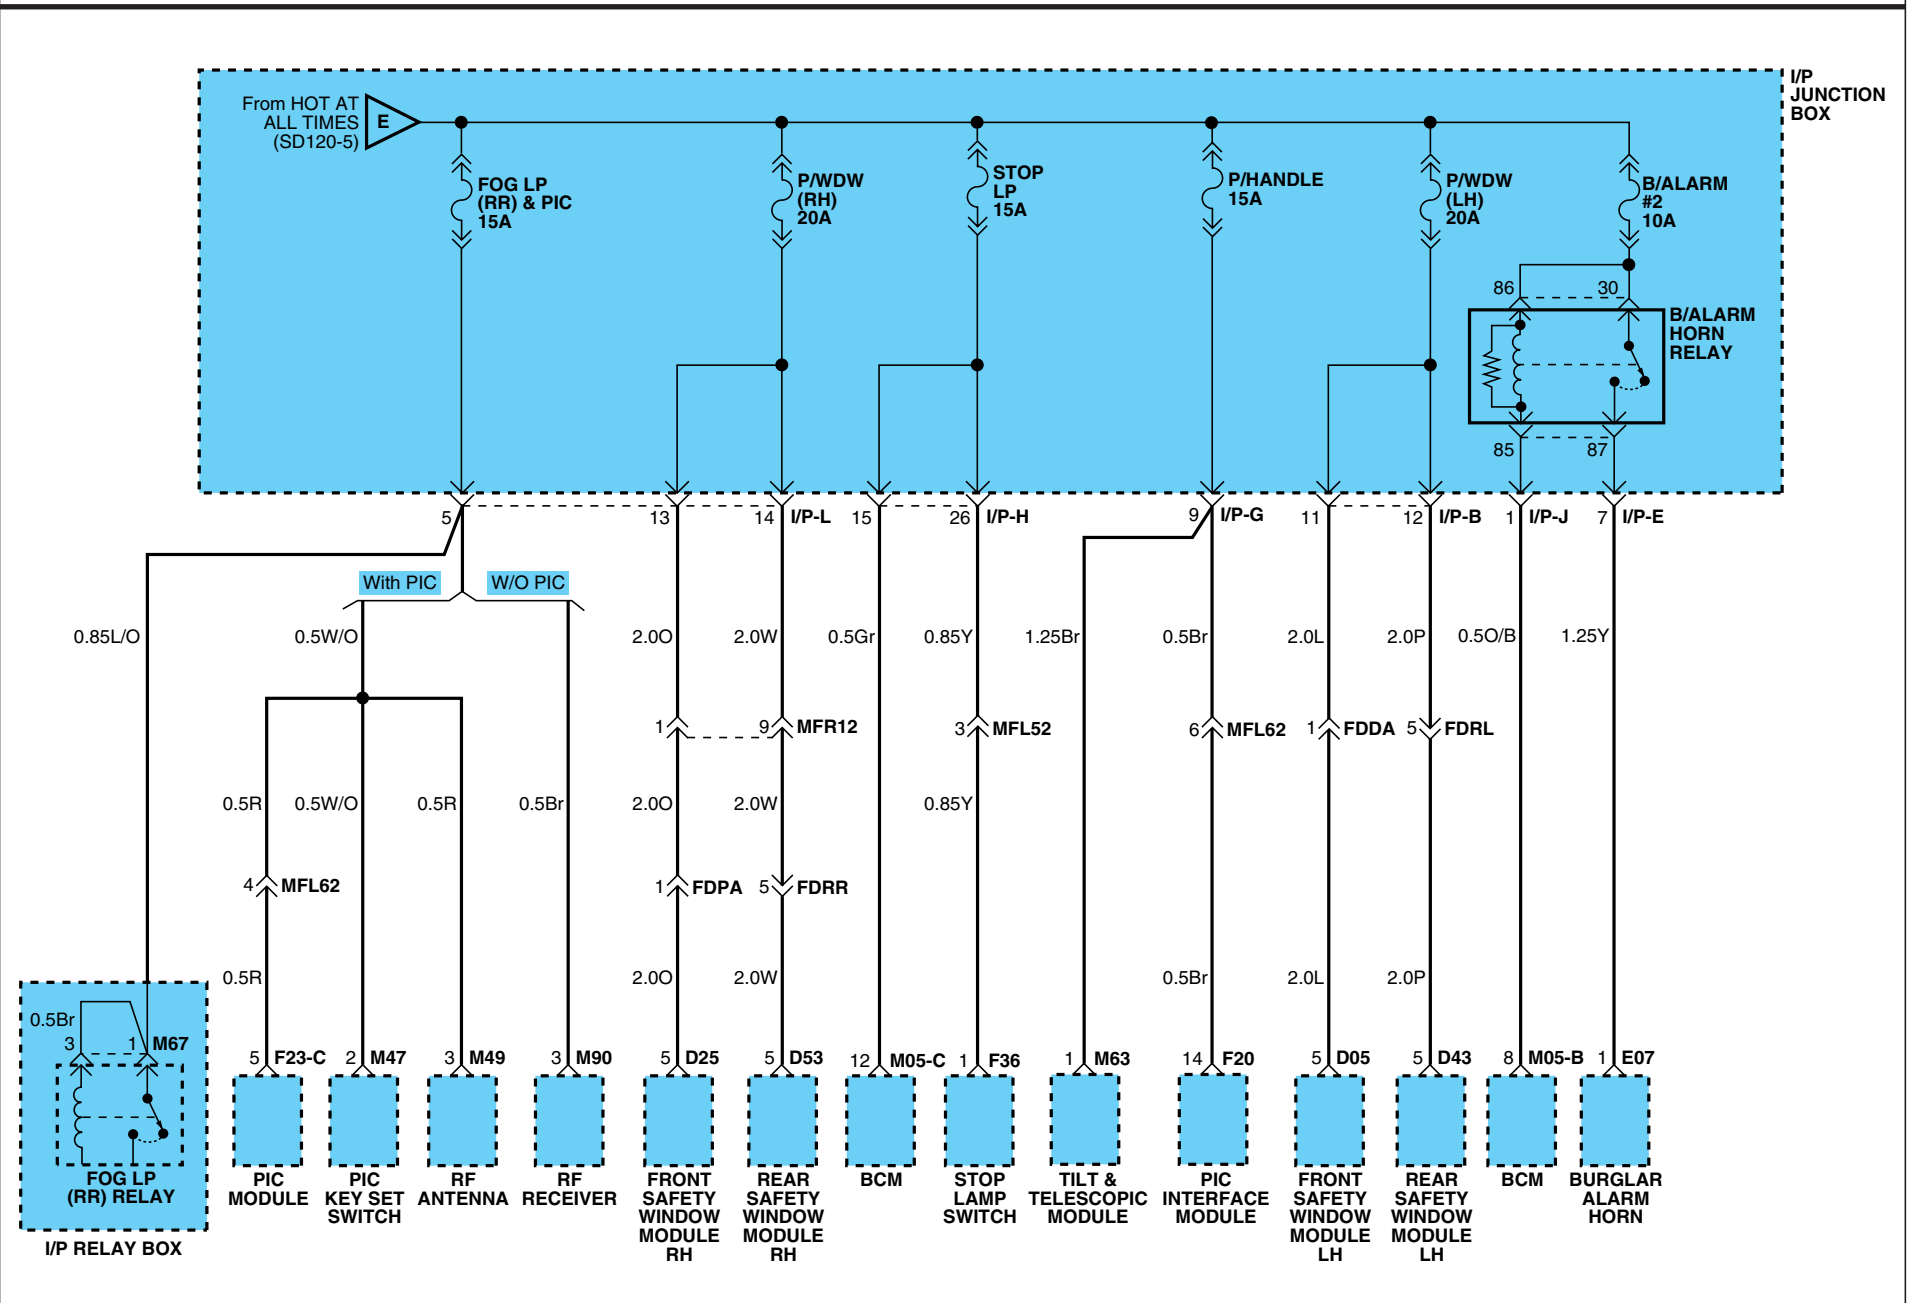 I/P
JUNCTION
BOX
From HOT AT
ALL TIMES
(SD120-5)
E
FOG LP
(RR) & PIC
15A
P/WDW
(RH)
20A
STOP
LP
15A
P/HANDLE
15A
P/WDW
(LH)
20A
B/ALARM
#2
10A
86
30
B/ALARM
HORN
RELAY
85
87
5
13
14
I/P-L
15
26
I/P-H
9
I/P-G
11
12
I/P-B
1
I/P-J
7
I/P-E
With PIC
W/O PIC
0.85L/O
0.5W/O
2.0O
2.0W
0.5Gr
0.85Y
1.25Br
0.5Br
2.0L
2.0P
0.5O/B
1.25Y
1
9
MFR12
3
MFL52
6
MFL62
1
FDDA
5
FDRL
0.5R
0.5W/O
0.5R
0.5Br
2.0O
2.0W
0.85Y
4
MFL62
1
FDPA
5
FDRR
0.5R
2.0O
2.0W
0.5Br
2.0L
2.0P
0.5Br
3
1
M67
5
F23-C
2
M47
3
M49
3
M90
5
D25
5
D53
12
M05-C
1
F36
1
M63
14
F20
5
D05
5
D43
8
M05-B
1
E07
FOG LP
(RR) RELAY
I/P RELAY BOX
PIC
MODULE
PIC
KEY SET
SWITCH
RF
ANTENNA
RF
RECEIVER
FRONT
SAFETY
WINDOW
MODULE
RH
REAR
SAFETY
WINDOW
MODULE
RH
BCM
STOP
LAMP
SWITCH
TILT &
TELESCOPIC
MODULE
PIC
INTERFACE
MODULE
FRONT
SAFETY
WINDOW
MODULE
LH
REAR
SAFETY
WINDOW
MODULE
LH
BCM
BURGLAR
ALARM
HORN